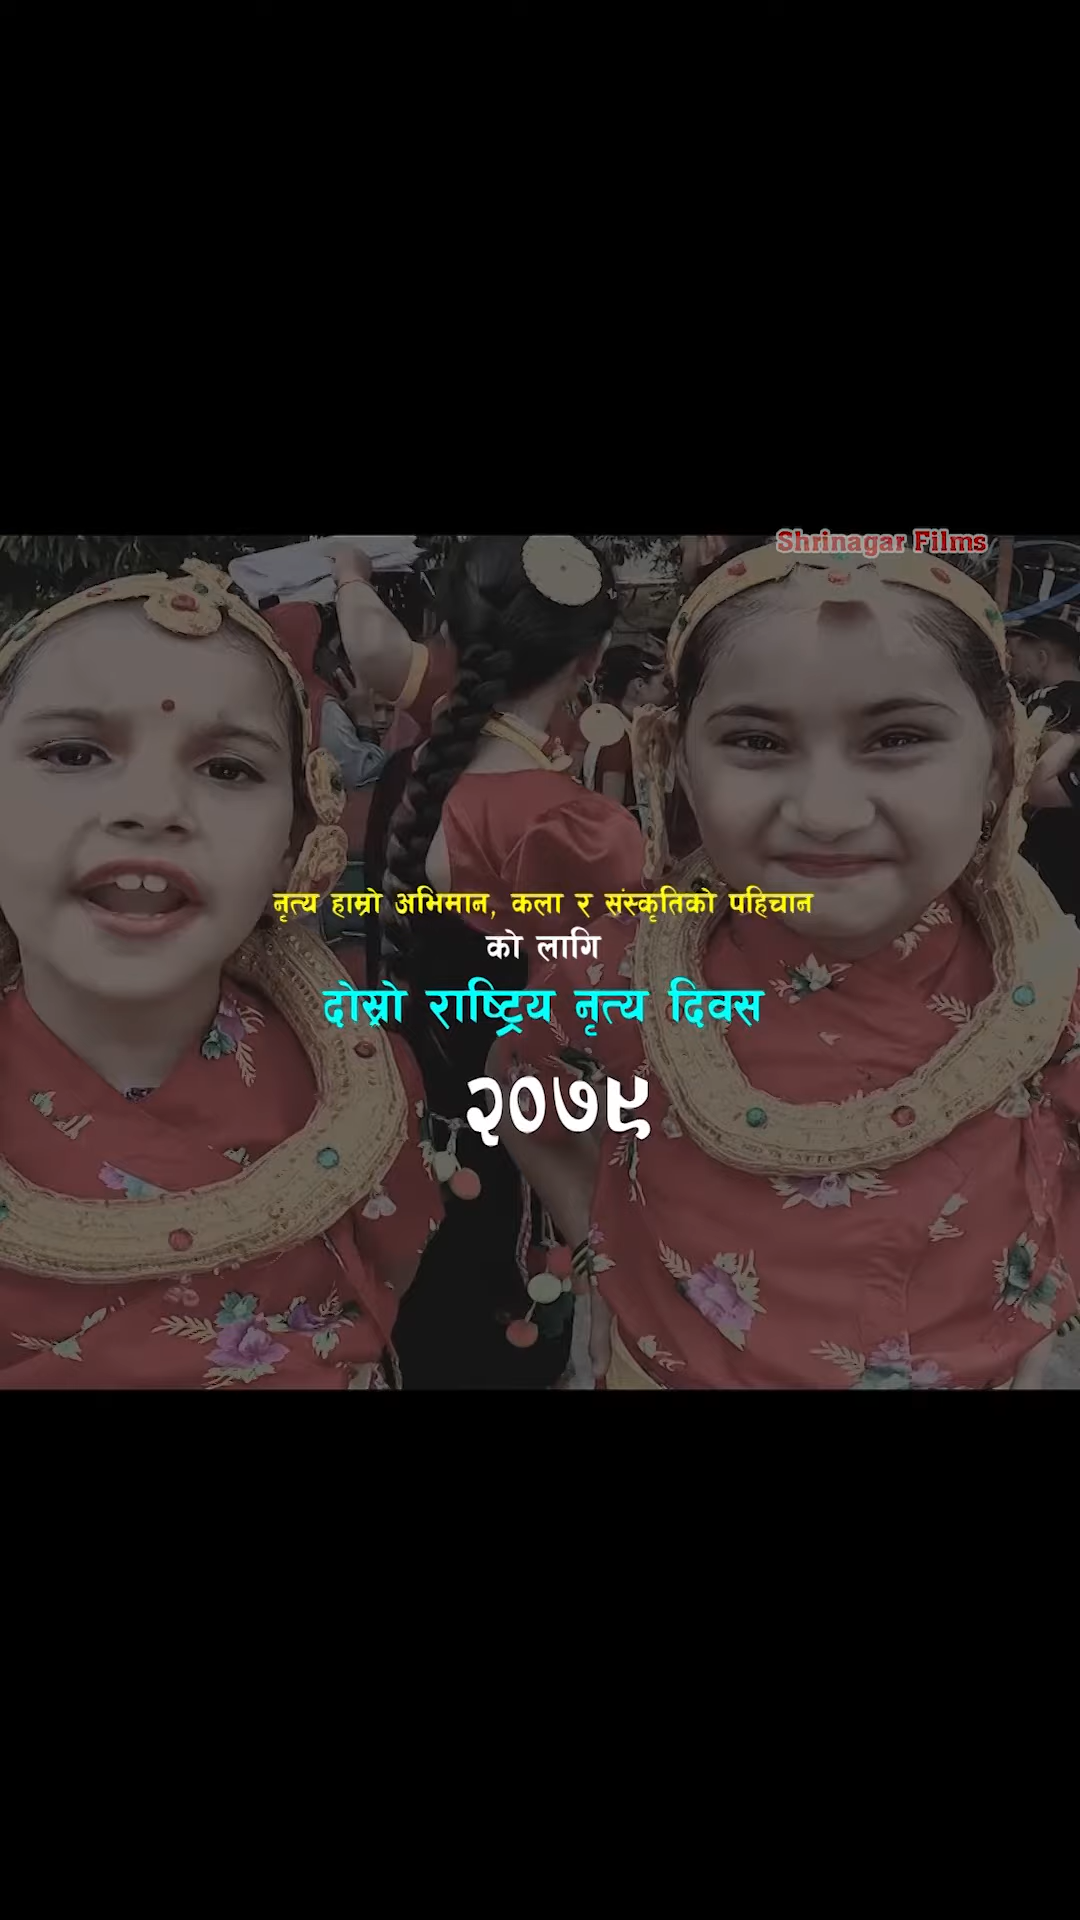 Shrinagar Films
नृत्य हाम्रो अभिमान, कला र संस्कृतिको पहिचान
को लागि
दोस्रो राष्ट्रिय नृत्य दिवस
२०७९